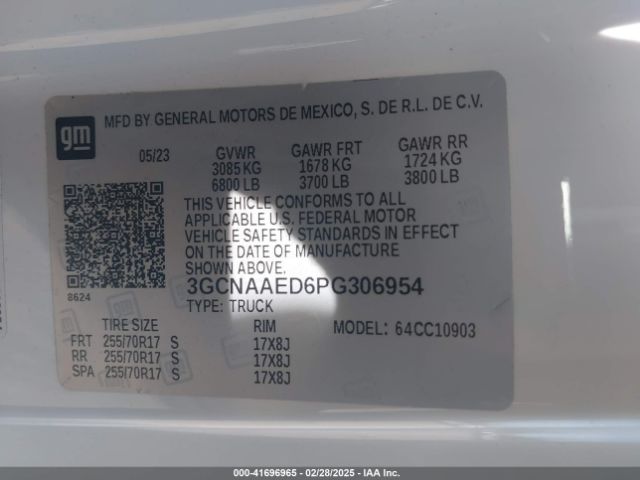 gm
MFD BY GENERAL MOTORS DE MEXICO, S. DE R.L. DE C.V.
05/23 GVWR GAWR FRT GAWR RR
3085 KG 1678 KG 1724 KG
6800 LB 3700 LB 3800 LB
THIS VEHICLE CONFORMS TO ALL
APPLICABLE U.S. FEDERAL MOTOR
VEHICLE SAFETY STANDARDS IN EFFECT
ON THE DATE OF MANUFACTURE
SHOWN ABOVE.
8624
3GCNAAED6PG306954
TYPE: TRUCK
TIRE SIZE RIM MODEL: 64CC10903
FRT 255/70R17 S 17X8J
RR 255/70R17 S 17X8J
SPA 255/70R17 S 17X8J
000-41696965 | 02/28/2025 - IAA Inc.